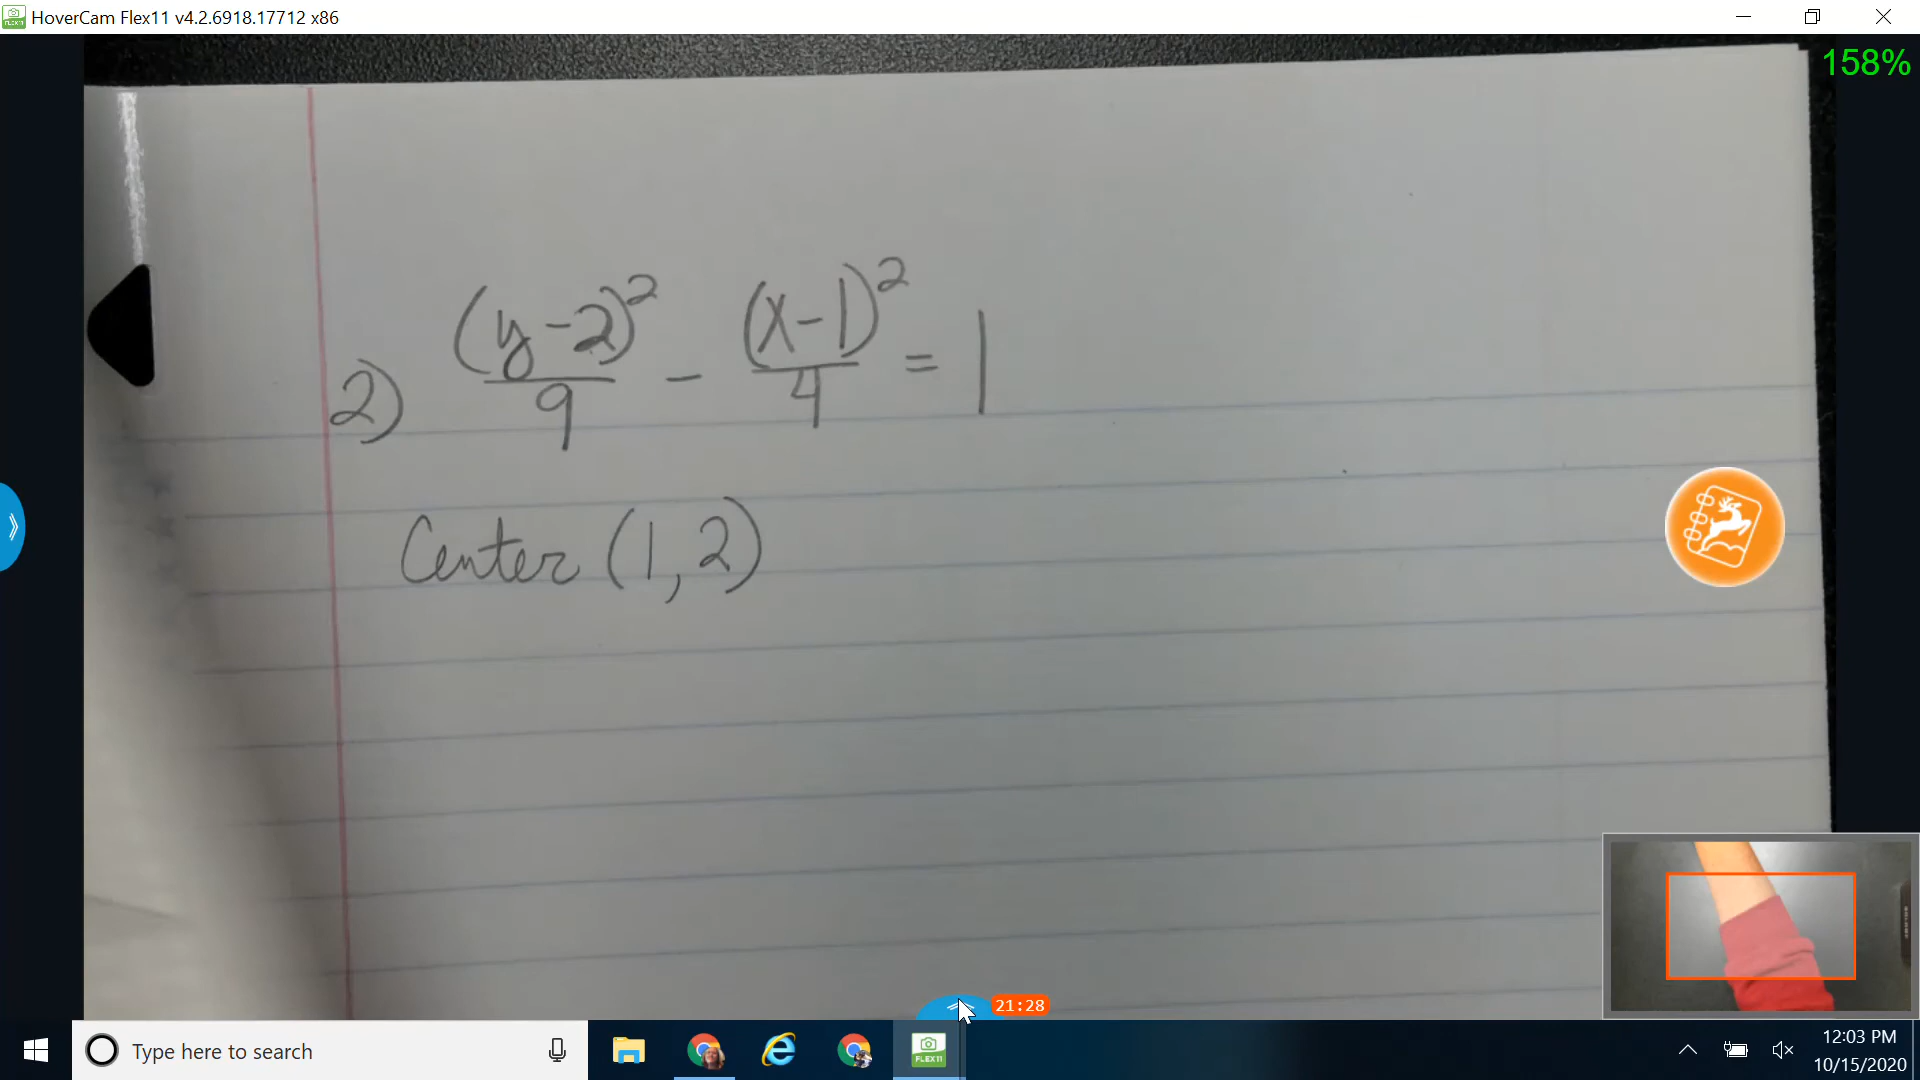 HoverCam Flex11 v4.2.6918.17712 x86
158%
2) (y-2)²/9 - (x-1)²/4 = 1
Center (1, 2)
21:28
Type here to search
FLEX11
12:03 PM
10/15/2020